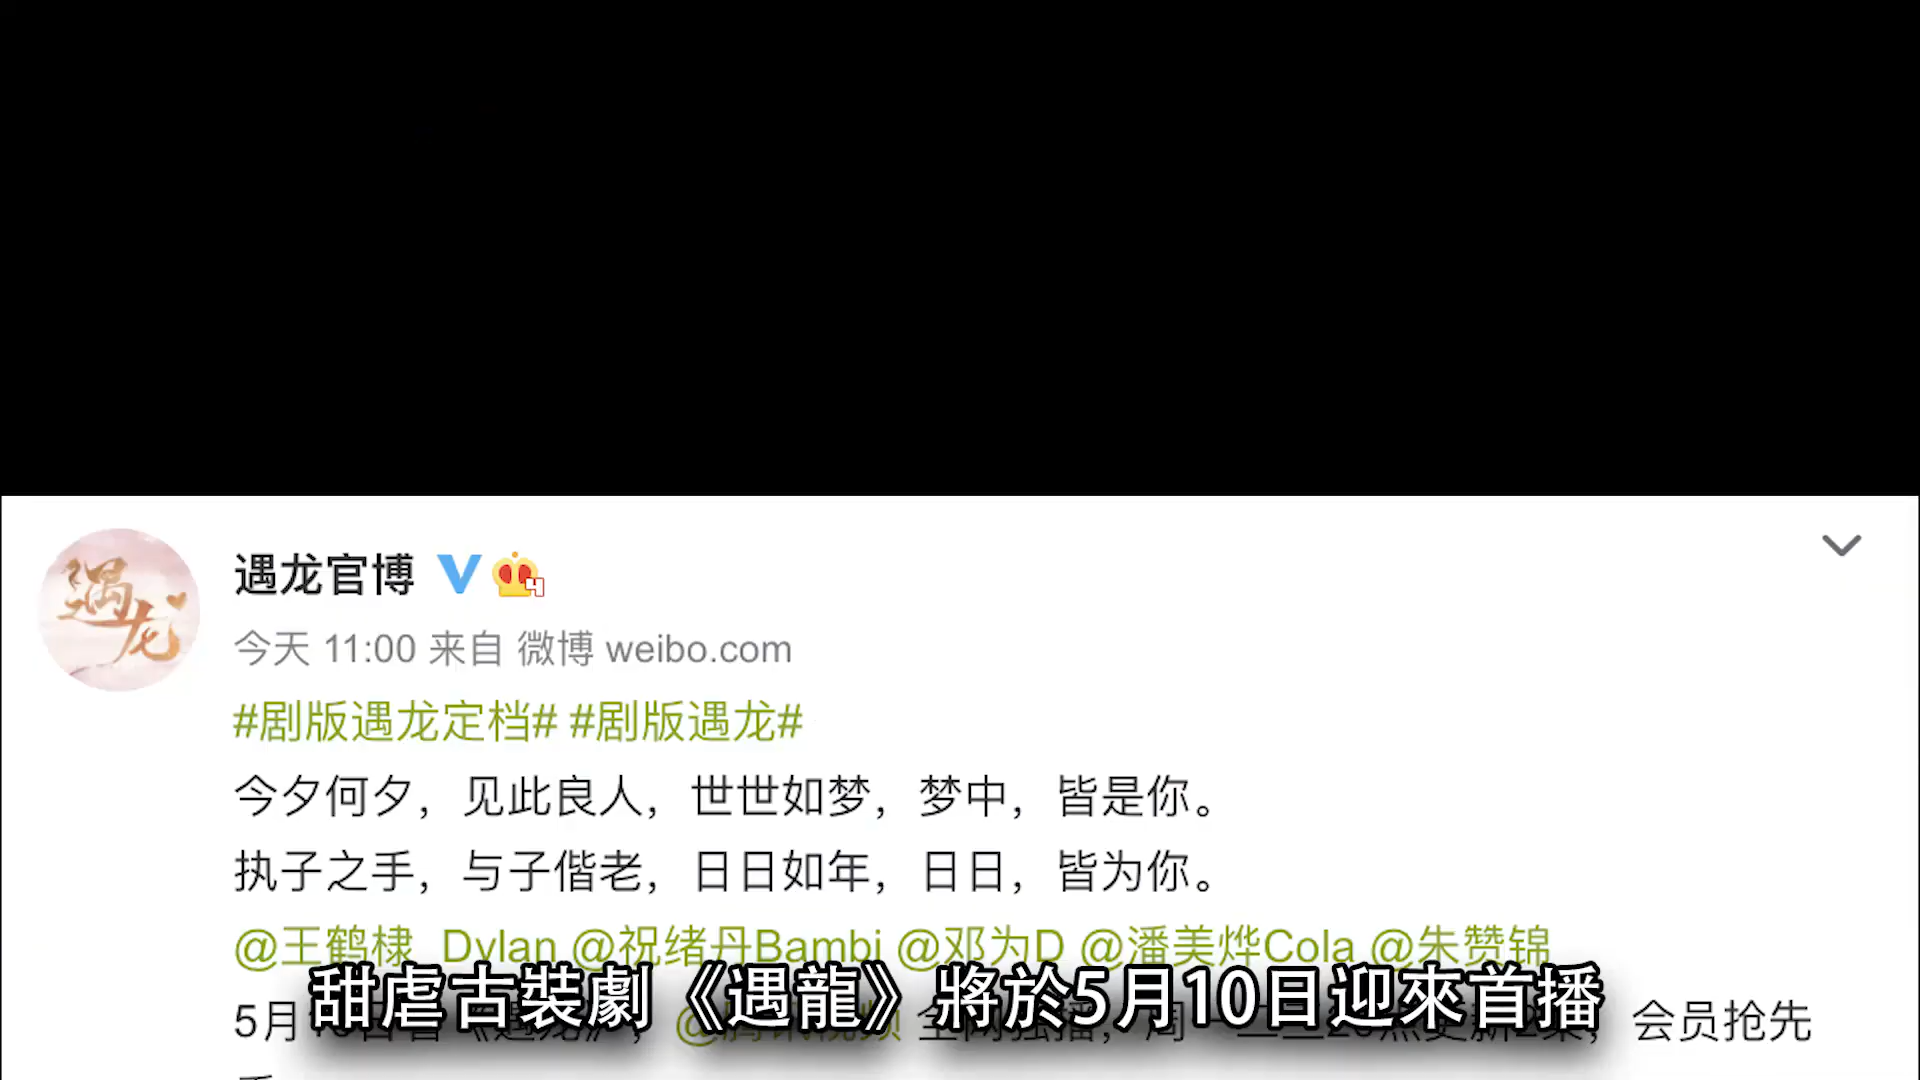 遇龙
遇龙官博
今天 11:00 来自 微博 weibo.com
#剧版遇龙定档# #剧版遇龙#
今夕何夕，见此良人，世世如梦，梦中，皆是你。
执子之手，与子偕老，日日如年，日日，皆为你。
@王鹤棣_Dylan @祝绪丹Bambi @邓为D @潘美烨Cola @朱赞锦
5月 会员抢先
甜虐古裝劇《遇龍》將於5月10日迎來首播